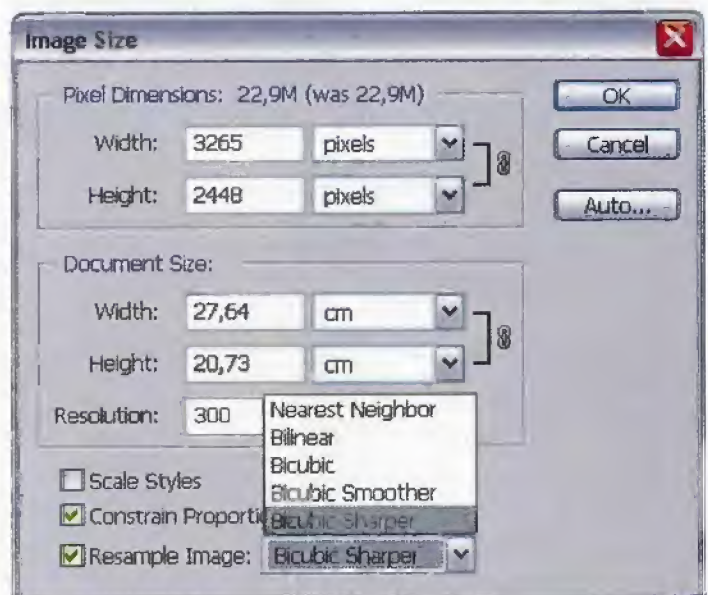 Image Size
Pixel Dimensions: 22,9M (was 22,9M)
Width: 3265 pixels
Height: 2448 pixels
OK
Cancel
Auto...
Document Size:
Width: 27,64 cm
Height: 20,73 cm
Resolution: 300
Nearest Neighbor
Bilinear
Bicubic
Bicubic Smoother
Bicubic Sharper
Scale Styles
Constrain Proporti
Resample Image: Bicubic Sharper